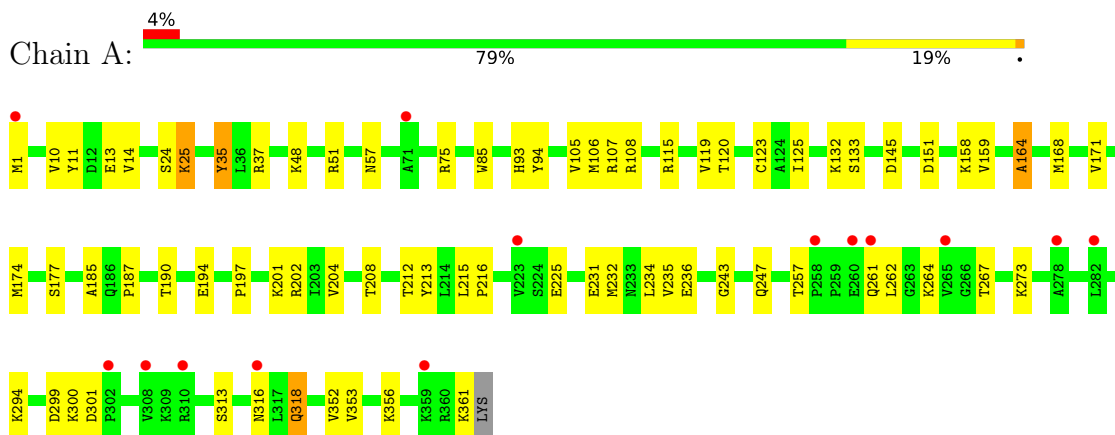 4%
Chain A:
79% 19% •
M1 V10 Y11 D12 E13 V14 S24 K25 Y35 L36 R37 K48 R51 N57 A71 R75 W85 H93 Y94 V105 M106 R107 R108 R115 V119 T120 C123 A124 I125 K132 S133 D145 D151 K158 V159 A164 M168 V171
M174 S177 A185 Q186 P187 T190 E194 P197 K201 R202 I203 V204 T208 T212 Y213 L214 L215 P216 V223 S224 E225 E231 M232 N233 L234 V235 E236 G243 Q247 T257 P258 P259 E260 Q261 L262 G263 K264 V265 G266 T267 K273 A278 L282
K294 D299 K300 D301 P302 V308 K309 R310 S313 N316 L317 Q318 V352 V353 K356 K359 R360 K361 LYS